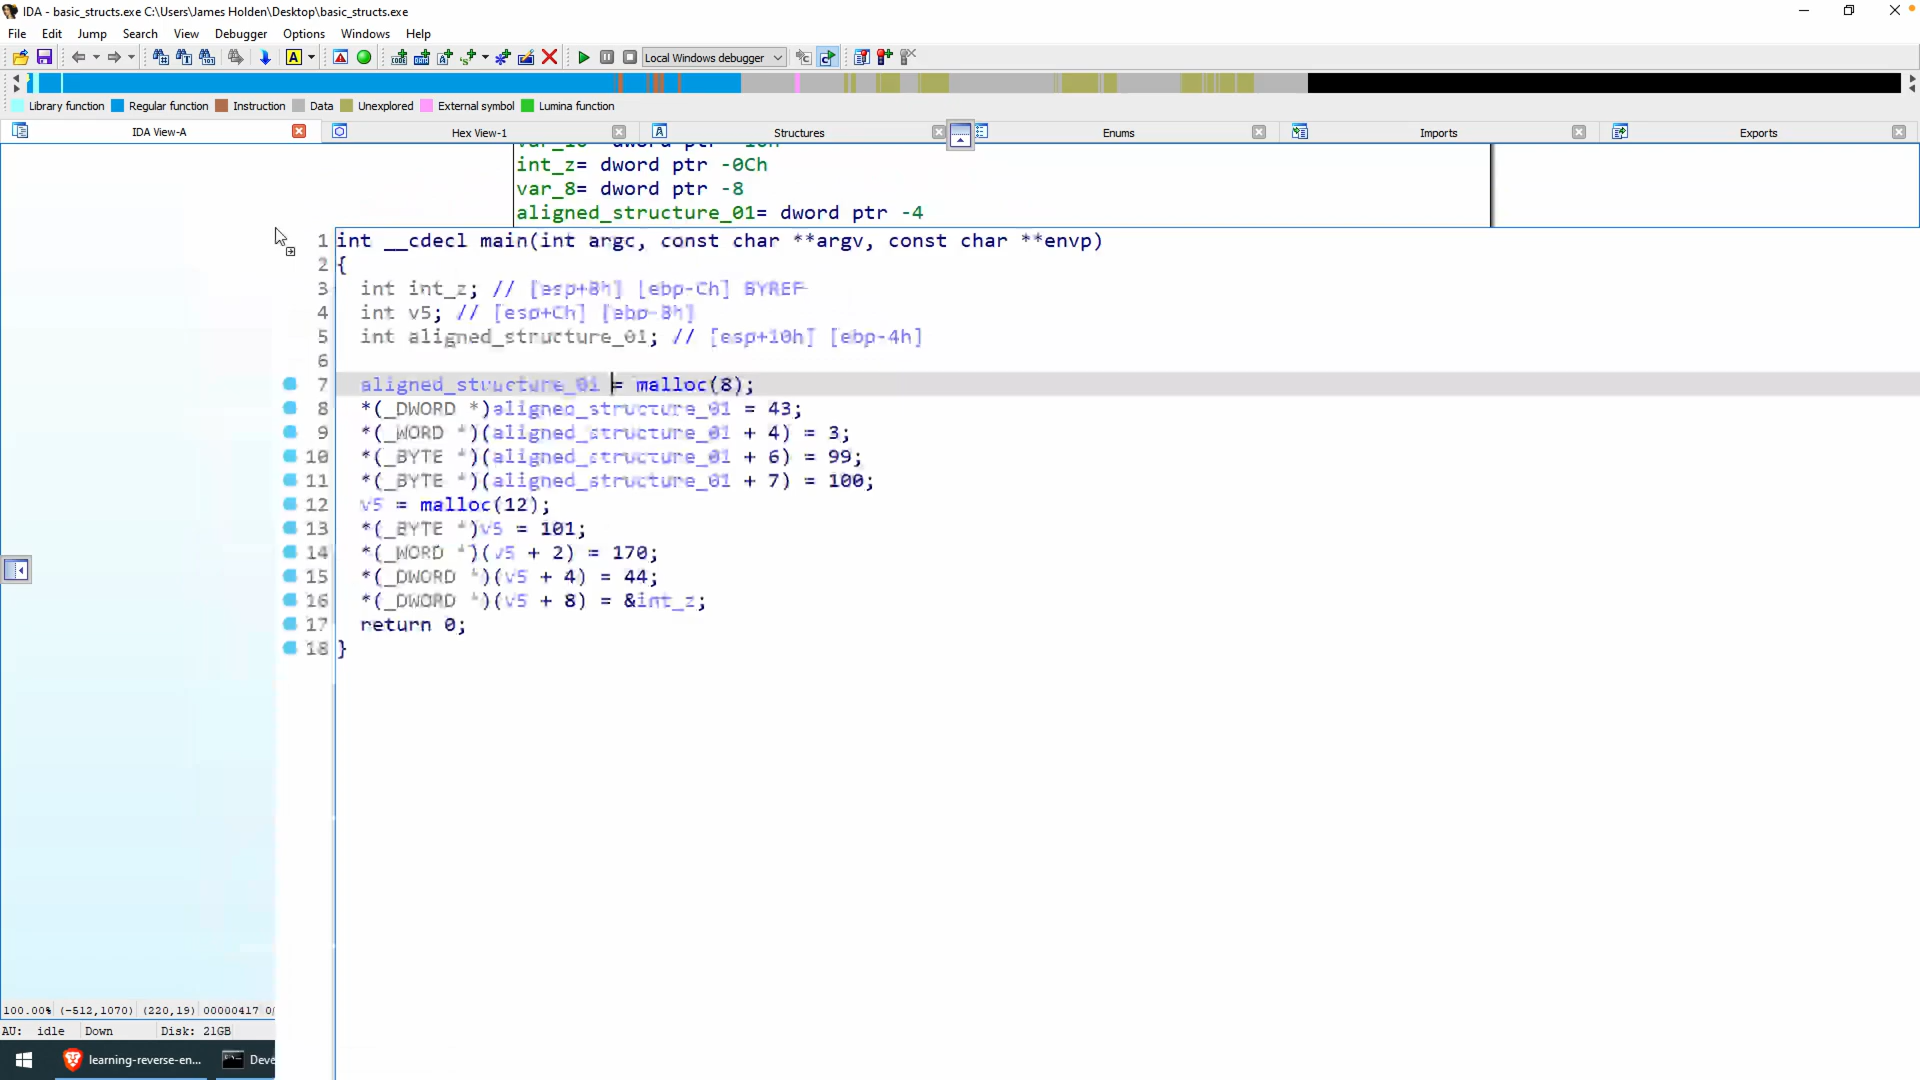 IDA - basic_structs.exe C:\Users\James Holden\Desktop\basic_structs.exe
File Edit Jump Search View Debugger Options Windows Help
Local Windows debugger
Library function Regular function Instruction Data Unexplored External symbol Lumina function
IDA View-A Hex View-1 Structures Enums Imports Exports
int_z= dword ptr -0Ch
var_8= dword ptr -8
aligned_structure_01= dword ptr -4
1 int __cdecl main(int argc, const char **argv, const char **envp)
2 {
3 int int_z; // [esp+8h] [ebp-Ch] BYREF
4 int v5; // [esp+Ch] [ebp-8h]
5 int aligned_structure_01; // [esp+10h] [ebp-4h]
6
7 aligned_structure_01 = malloc(8);
8 *(_DWORD *)aligned_structure_01 = 43;
9 *(_WORD *)(aligned_structure_01 + 4) = 3;
10 *(_BYTE *)(aligned_structure_01 + 6) = 99;
11 *(_BYTE *)(aligned_structure_01 + 7) = 100;
12 v5 = malloc(12);
13 *(_BYTE *)v5 = 101;
14 *(_WORD *)(v5 + 2) = 170;
15 *(_DWORD *)(v5 + 4) = 44;
16 *(_DWORD *)(v5 + 8) = &int_z;
17 return 0;
18 }
100.00% (-512,1070) (220,19) 00000417
AU: idle Down Disk: 21GB
learning-reverse-en... Deve